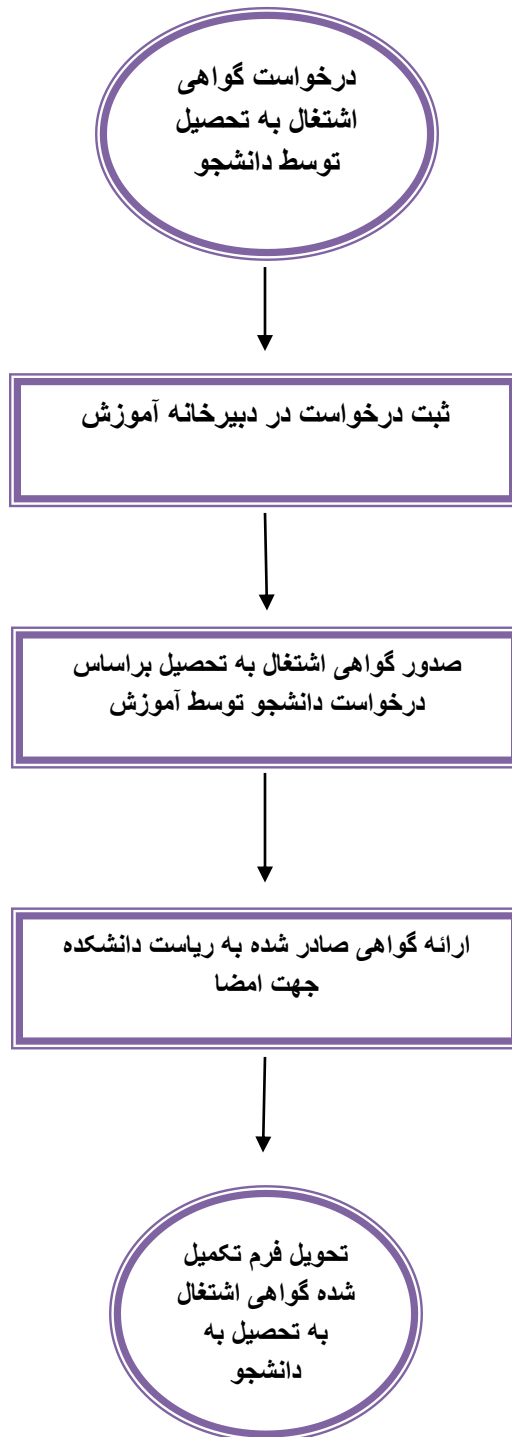 درخواست گواهی
اشتغال به تحصیل
توسط دانشجو
ثبت درخواست در دبیرخانه آموزش
صدور گواهی اشتغال به تحصیل براساس
درخواست دانشجو توسط آموزش
ارائه گواهی صادر شده به ریاست دانشکده
جهت امضا
تحویل فرم تکمیل
شده گواهی اشتغال
به تحصیل به
دانشجو